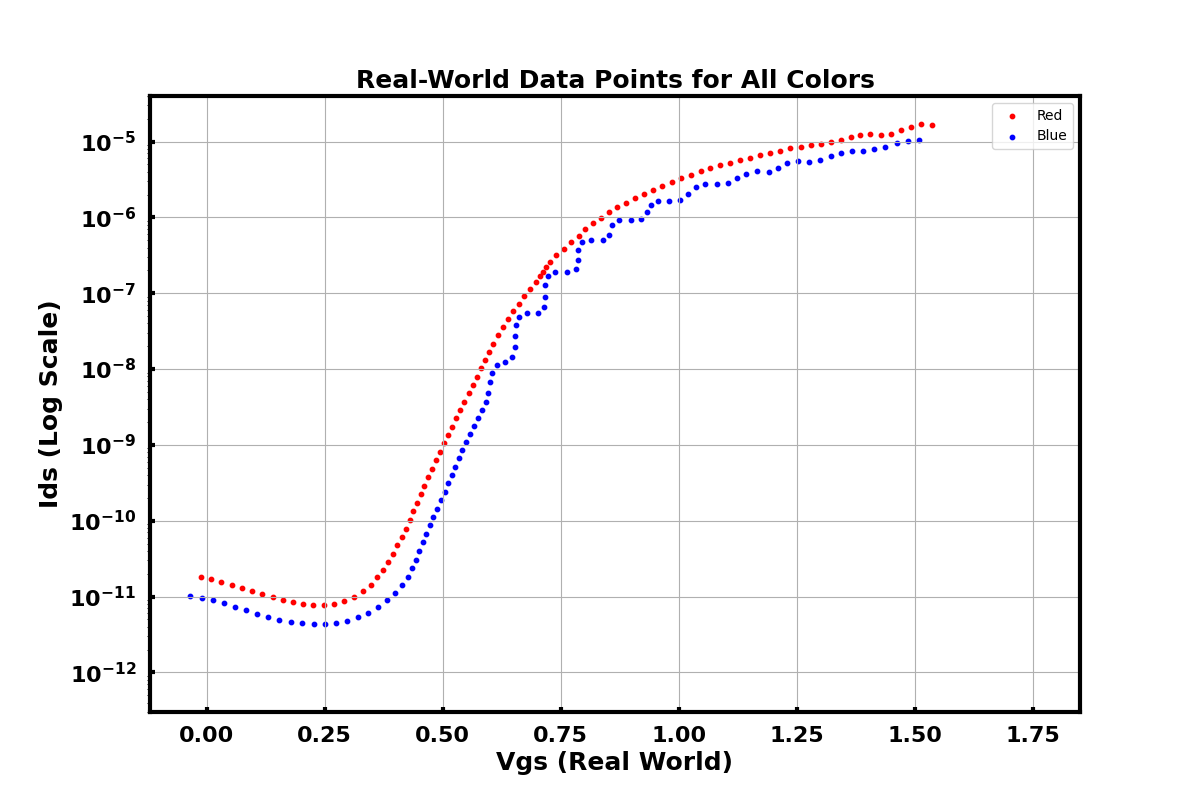 Real-World Data Points for All Colors
Red
Blue
Ids (Log Scale)
10⁻⁵
10⁻⁶
10⁻⁷
10⁻⁸
10⁻⁹
10⁻¹⁰
10⁻¹¹
10⁻¹²
0.00 0.25 0.50 0.75 1.00 1.25 1.50 1.75
Vgs (Real World)